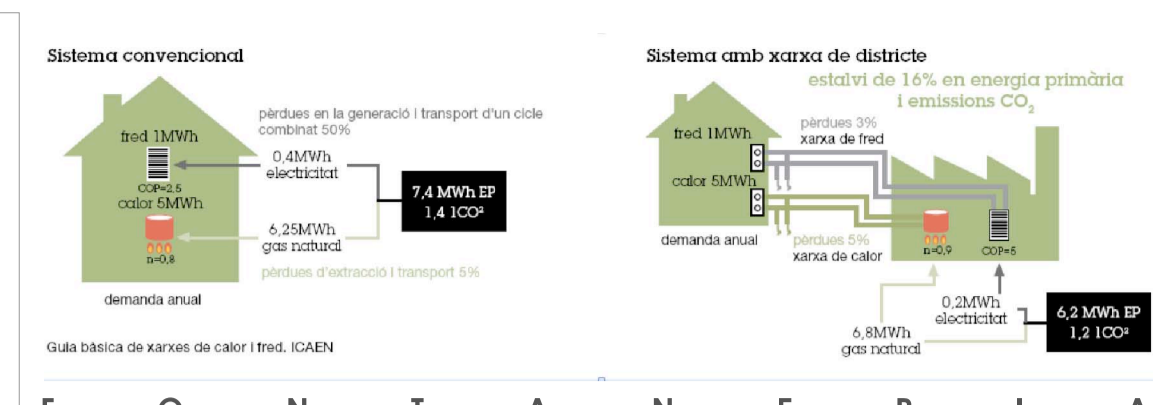 Sistema convencional
pèrdues en la generació i transport d'un cicle
combinat 50%
fred 1MWh
0,4MWh
electricitat
COP=2,5
calor 5MWh
7,4 MWh EP
1,4 1CO²
6,25MWh
gas natural
n=0,8
pèrdues d'extracció i transport 5%
demanda anual
Guia bàsica de xarxes de calor i fred. ICAEN
Sistema amb xarxa de districte
estalvi de 16% en energia primària
i emissions CO₂
fred 1MWh
pèrdues 3%
xarxa de fred
calor 5MWh
demanda anual
pèrdues 5%
xarxa de calor
n=0,9
COP=5
0,2MWh
electricitat
6,2 MWh EP
1,2 1CO²
6,8MWh
gas natural